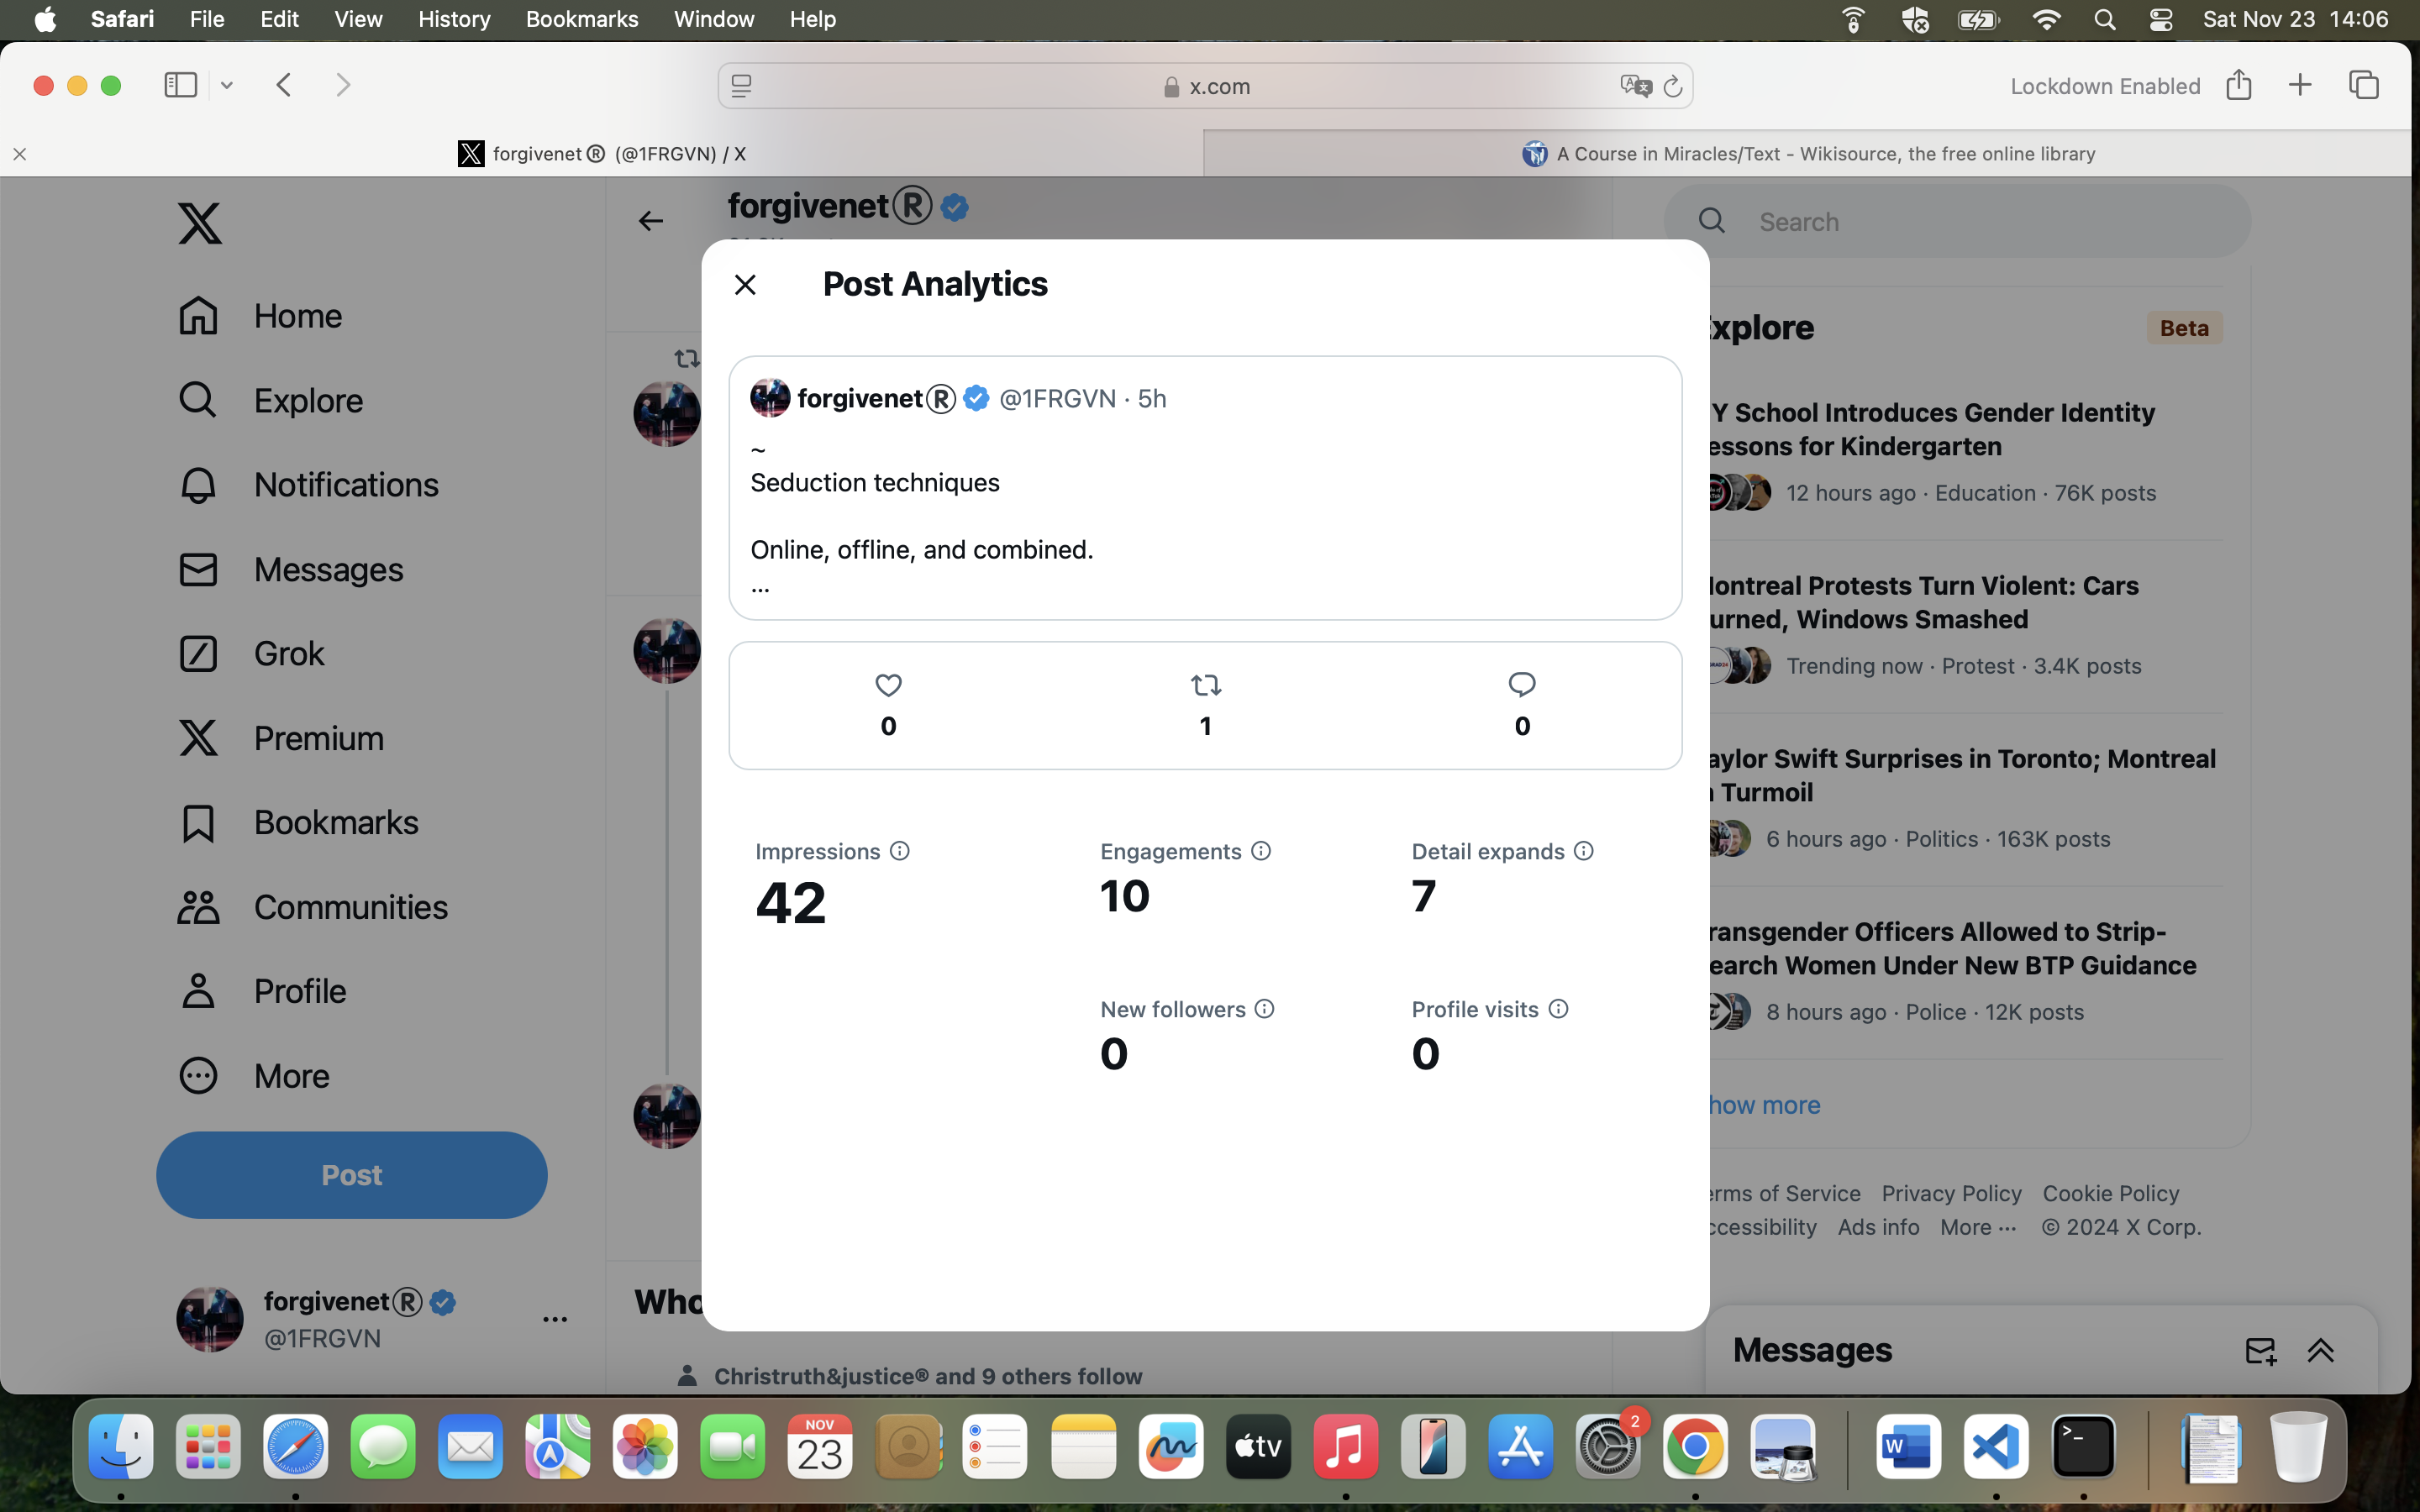 Safari File Edit View History Bookmarks Window Help
Sat Nov 23 14:06
x.com
Lockdown Enabled
forgivenet® (@1FRGVN) / X
A Course in Miracles/Text - Wikisource, the free online library
Home
Explore
Notifications
Messages
Grok
Premium
Bookmarks
Communities
Profile
More
Post
forgivenet®
@1FRGVN
forgivenet®
Post Analytics
forgivenet® @1FRGVN · 5h
~
Seduction techniques
Online, offline, and combined.
...
0 1 0
Impressions Engagements Detail expands
42 10 7
New followers Profile visits
0 0
Who
Christruth&justice® and 9 others follow
Search
xplore Beta
Y School Introduces Gender Identity
essons for Kindergarten
12 hours ago · Education · 76K posts
ontreal Protests Turn Violent: Cars
urned, Windows Smashed
Trending now · Protest · 3.4K posts
aylor Swift Surprises in Toronto; Montreal
Turmoil
6 hours ago · Politics · 163K posts
ransgender Officers Allowed to Strip-
earch Women Under New BTP Guidance
8 hours ago · Police · 12K posts
how more
erms of Service Privacy Policy Cookie Policy
ccessibility Ads info More ··· © 2024 X Corp.
Messages
NOV
23
tv
2
W
>_